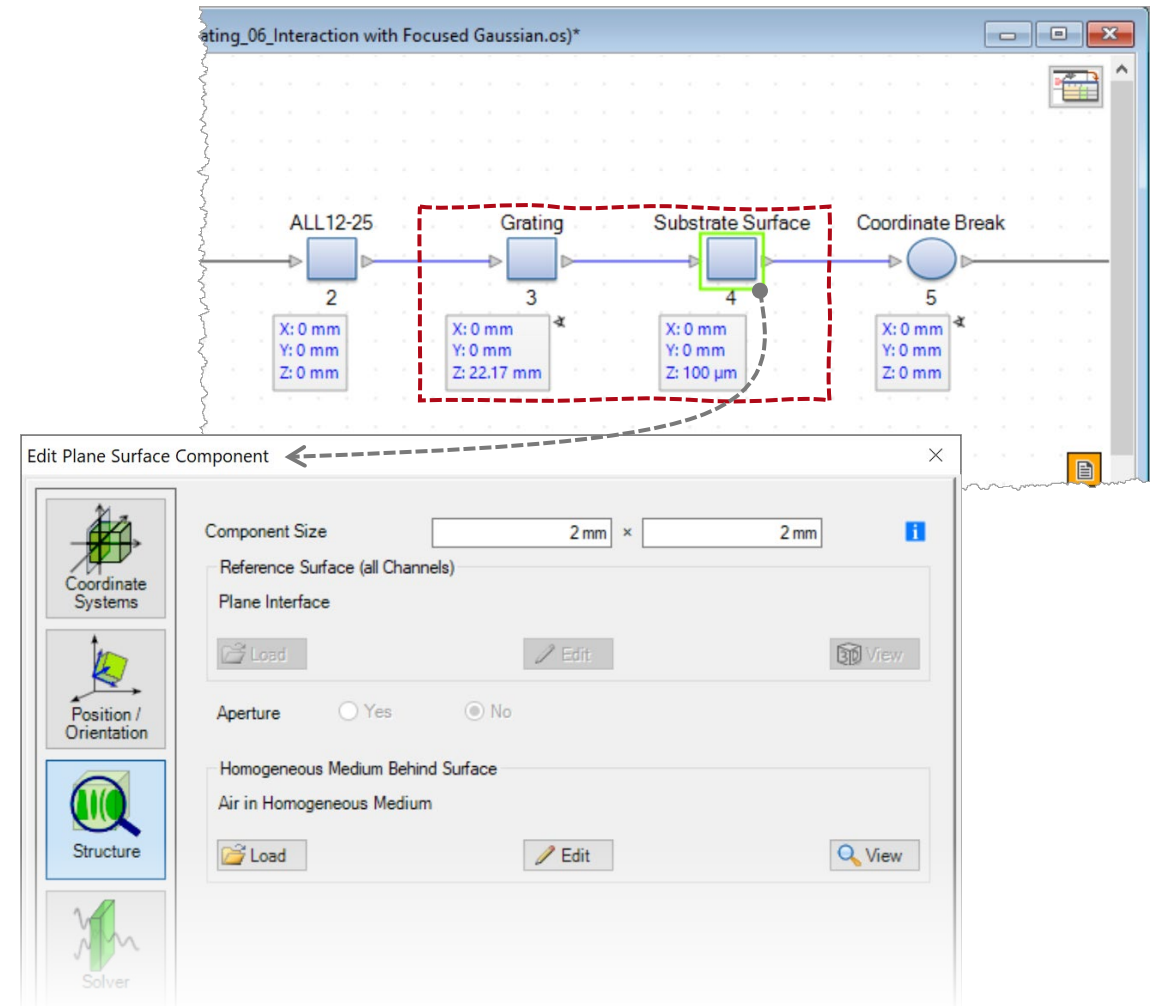 ating_06_Interaction with Focused Gaussian.os)*
ALL12-25
Grating
Substrate Surface
Coordinate Break
2
3
4
5
X: 0 mm
Y: 0 mm
Z: 0 mm
X: 0 mm
Y: 0 mm
Z: 22.17 mm
X: 0 mm
Y: 0 mm
Z: 100 µm
X: 0 mm
Y: 0 mm
Z: 0 mm
Edit Plane Surface Component
Coordinate
Systems
Position /
Orientation
Structure
Solver
Component Size 2 mm × 2 mm
Reference Surface (all Channels)
Plane Interface
Load Edit 3D View
Aperture Yes No
Homogeneous Medium Behind Surface
Air in Homogeneous Medium
Load Edit View